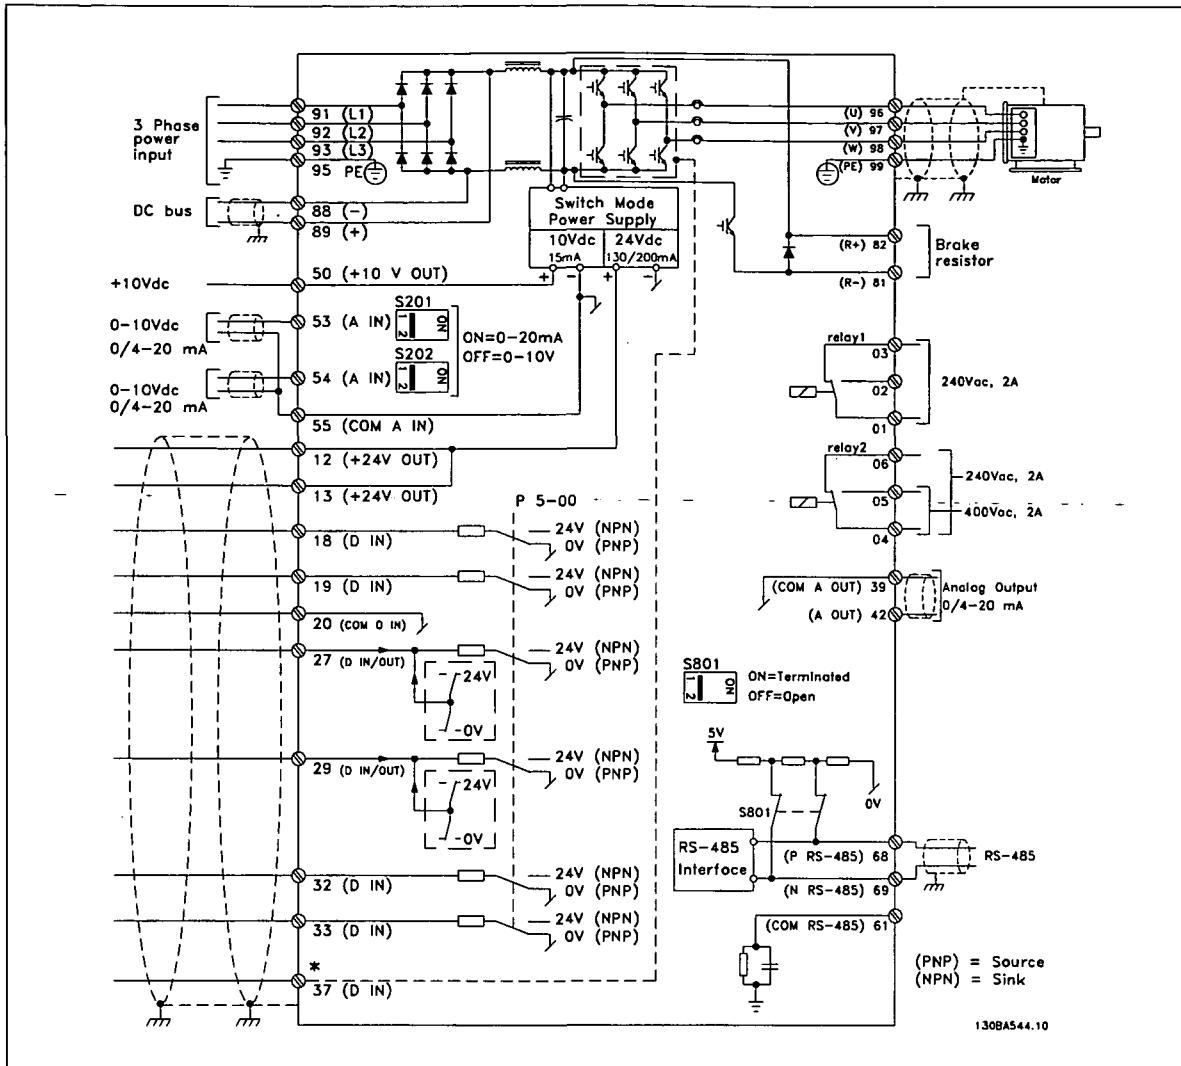 3 Phase
power
input
91 (L1)
92 (L2)
93 (L3)
95 PE
DC bus
88 (-)
89 (+)
Switch Mode
Power Supply
10Vdc
15mA
24Vdc
130/200mA
+ - + -
(U) 96
(V) 97
(W) 98
(PE) 99
Motor
(R+) 82
(R-) 81
Brake
resistor
+10Vdc
50 (+10 V OUT)
0-10Vdc
0/4-20 mA
53 (A IN)
S201
1 2
ON
ON=0-20mA
OFF=0-10V
S202
1 2
ON
0-10Vdc
0/4-20 mA
54 (A IN)
55 (COM A IN)
12 (+24V OUT)
13 (+24V OUT)
P 5-00
18 (D IN)
24V (NPN)
0V (PNP)
19 (D IN)
24V (NPN)
0V (PNP)
20 (COM D IN)
27 (D IN/OUT)
24V (NPN)
0V (PNP)
24V
0V
29 (D IN/OUT)
24V (NPN)
0V (PNP)
24V
0V
32 (D IN)
24V (NPN)
0V (PNP)
33 (D IN)
24V (NPN)
0V (PNP)
*
37 (D IN)
relay1
03
02
01
240Vac, 2A
relay2
06
05
04
240Vac, 2A
400Vac, 2A
(COM A OUT) 39
(A OUT) 42
Analog Output
0/4-20 mA
S801
1 2
ON
ON=Terminated
OFF=Open
5V
S801
0V
RS-485
Interface
(P RS-485) 68
(N RS-485) 69
RS-485
(COM RS-485) 61
(PNP) = Source
(NPN) = Sink
130BA544.10